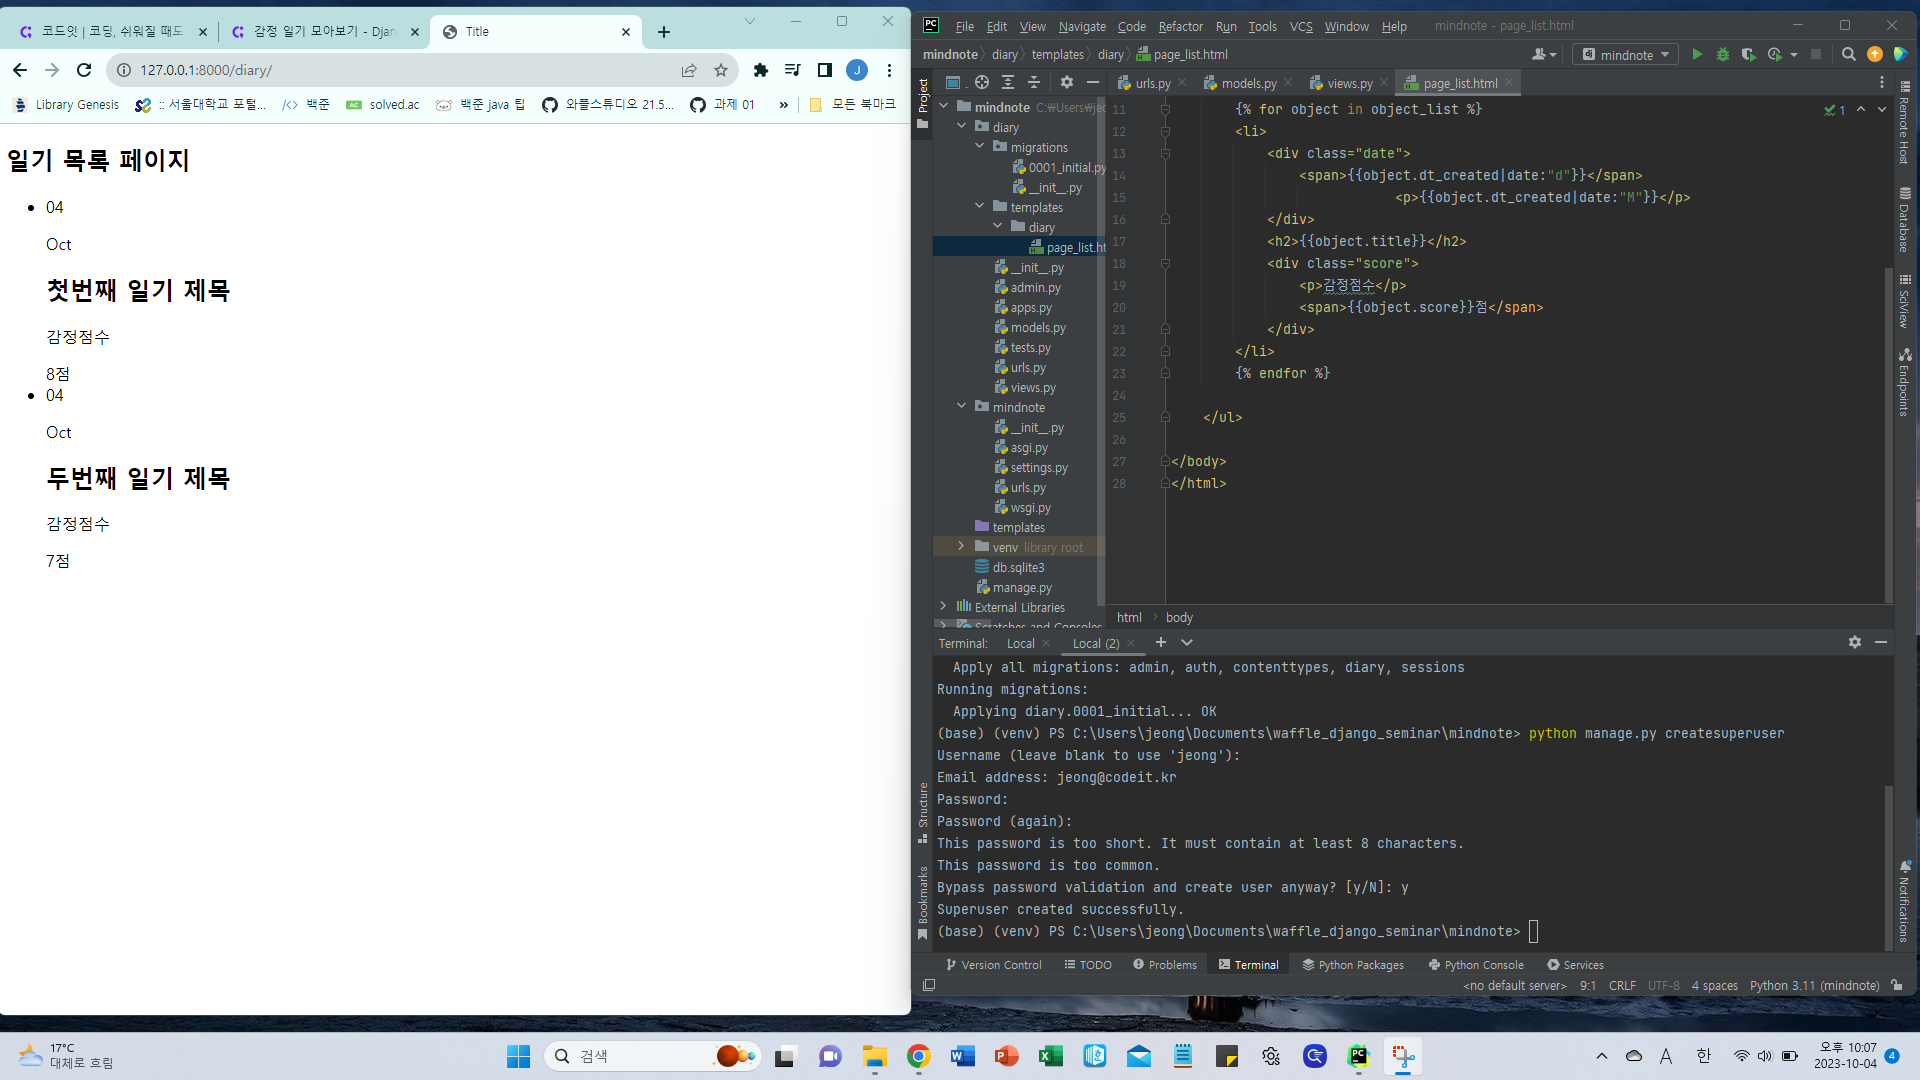 코드잇 | 코딩, 쉬워질 때도
감정 일기 모아보기 - Djan
Title
127.0.0.1:8000/diary/
Library Genesis
:: 서울대학교 포털...
백준
solved.ac
백준 java 팁
와플스튜디오 21.5...
과제 01
»
모든 북마크
일기 목록 페이지
04
Oct
첫번째 일기 제목
감정점수
8점
04
Oct
두번째 일기 제목
감정점수
7점
PC File Edit View Navigate Code Refactor Run Tools VCS Window Help mindnote - page_list.html
mindnote diary templates diary page_list.html
mindnote
Project
urls.py models.py views.py page_list.html
mindnote C:₩Users₩jeo
diary
migrations
0001_initial.py
__init__.py
templates
diary
page_list.ht
__init__.py
admin.py
apps.py
models.py
tests.py
urls.py
views.py
mindnote
__init__.py
asgi.py
settings.py
urls.py
wsgi.py
templates
venv library root
db.sqlite3
manage.py
External Libraries
Scratches and Consoles
11 {% for object in object_list %}
12 <li>
13 <div class="date">
14 <span>{{object.dt_created|date:"d"}}</span>
15 <p>{{object.dt_created|date:"M"}}</p>
16 </div>
17 <h2>{{object.title}}</h2>
18 <div class="score">
19 <p>감정점수</p>
20 <span>{{object.score}}점</span>
21 </div>
22 </li>
23 {% endfor %}
24
25 </ul>
26
27 </body>
28 </html>
1
html body
Remote Host
Database
SciView
Endpoints
Notifications
Structure
Bookmarks
Terminal: Local Local (2)
Apply all migrations: admin, auth, contenttypes, diary, sessions
Running migrations:
Applying diary.0001_initial... OK
(base) (venv) PS C:\Users\jeong\Documents\waffle_django_seminar\mindnote> python manage.py createsuperuser
Username (leave blank to use 'jeong'):
Email address: jeong@codeit.kr
Password:
Password (again):
This password is too short. It must contain at least 8 characters.
This password is too common.
Bypass password validation and create user anyway? [y/N]: y
Superuser created successfully.
(base) (venv) PS C:\Users\jeong\Documents\waffle_django_seminar\mindnote>
Version Control TODO Problems Terminal Python Packages Python Console Services
<no default server> 9:1 CRLF UTF-8 4 spaces Python 3.11 (mindnote)
17°C
대체로 흐림
검색
A 한
오후 10:07
2023-10-04
4